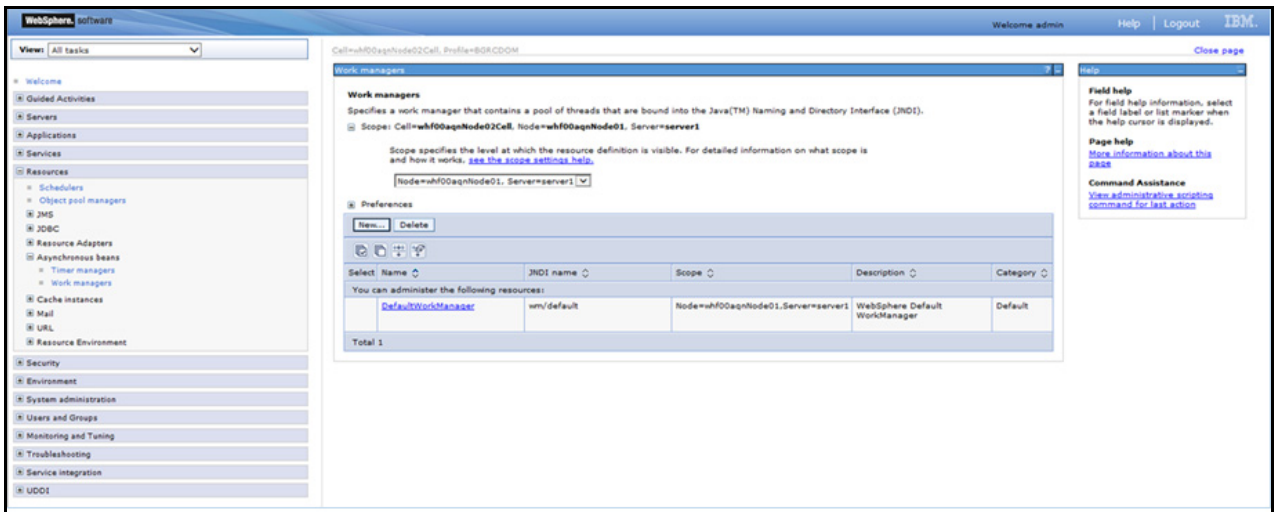 WebSphere. software
Welcome admin
Help
Logout
IBM.
View: All tasks
Welcome
Guided Activities
Servers
Applications
Services
Resources
Schedulers
Object pool managers
JMS
JDBC
Resource Adapters
Asynchronous beans
Timer managers
Work managers
Cache instances
Mail
URL
Resource Environment
Security
Environment
System administration
Users and Groups
Monitoring and Tuning
Troubleshooting
Service integration
UDDI
Cell=whf00aqnNode02Cell, Profile=BGRCDOM
Close page
Work managers
?
Work managers
Specifies a work manager that contains a pool of threads that are bound into the Java(TM) Naming and Directory Interface (JNDI).
Scope: Cell=whf00aqnNode02Cell, Node=whf00aqnNode01, Server=server1
Scope specifies the level at which the resource definition is visible. For detailed information on what scope is
and how it works, see the scope settings help.
Node=whf00aqnNode01, Server=server1
Preferences
New... Delete
Select Name JNDI name Scope Description Category
You can administer the following resources:
DefaultWorkManager wm/default Node=whf00aqnNode01,Server=server1 WebSphere Default Default
WorkManager
Total 1
Help
Field help
For field help information, select
a field label or list marker when
the help cursor is displayed.
Page help
More information about this
page
Command Assistance
View administrative scripting
command for last action